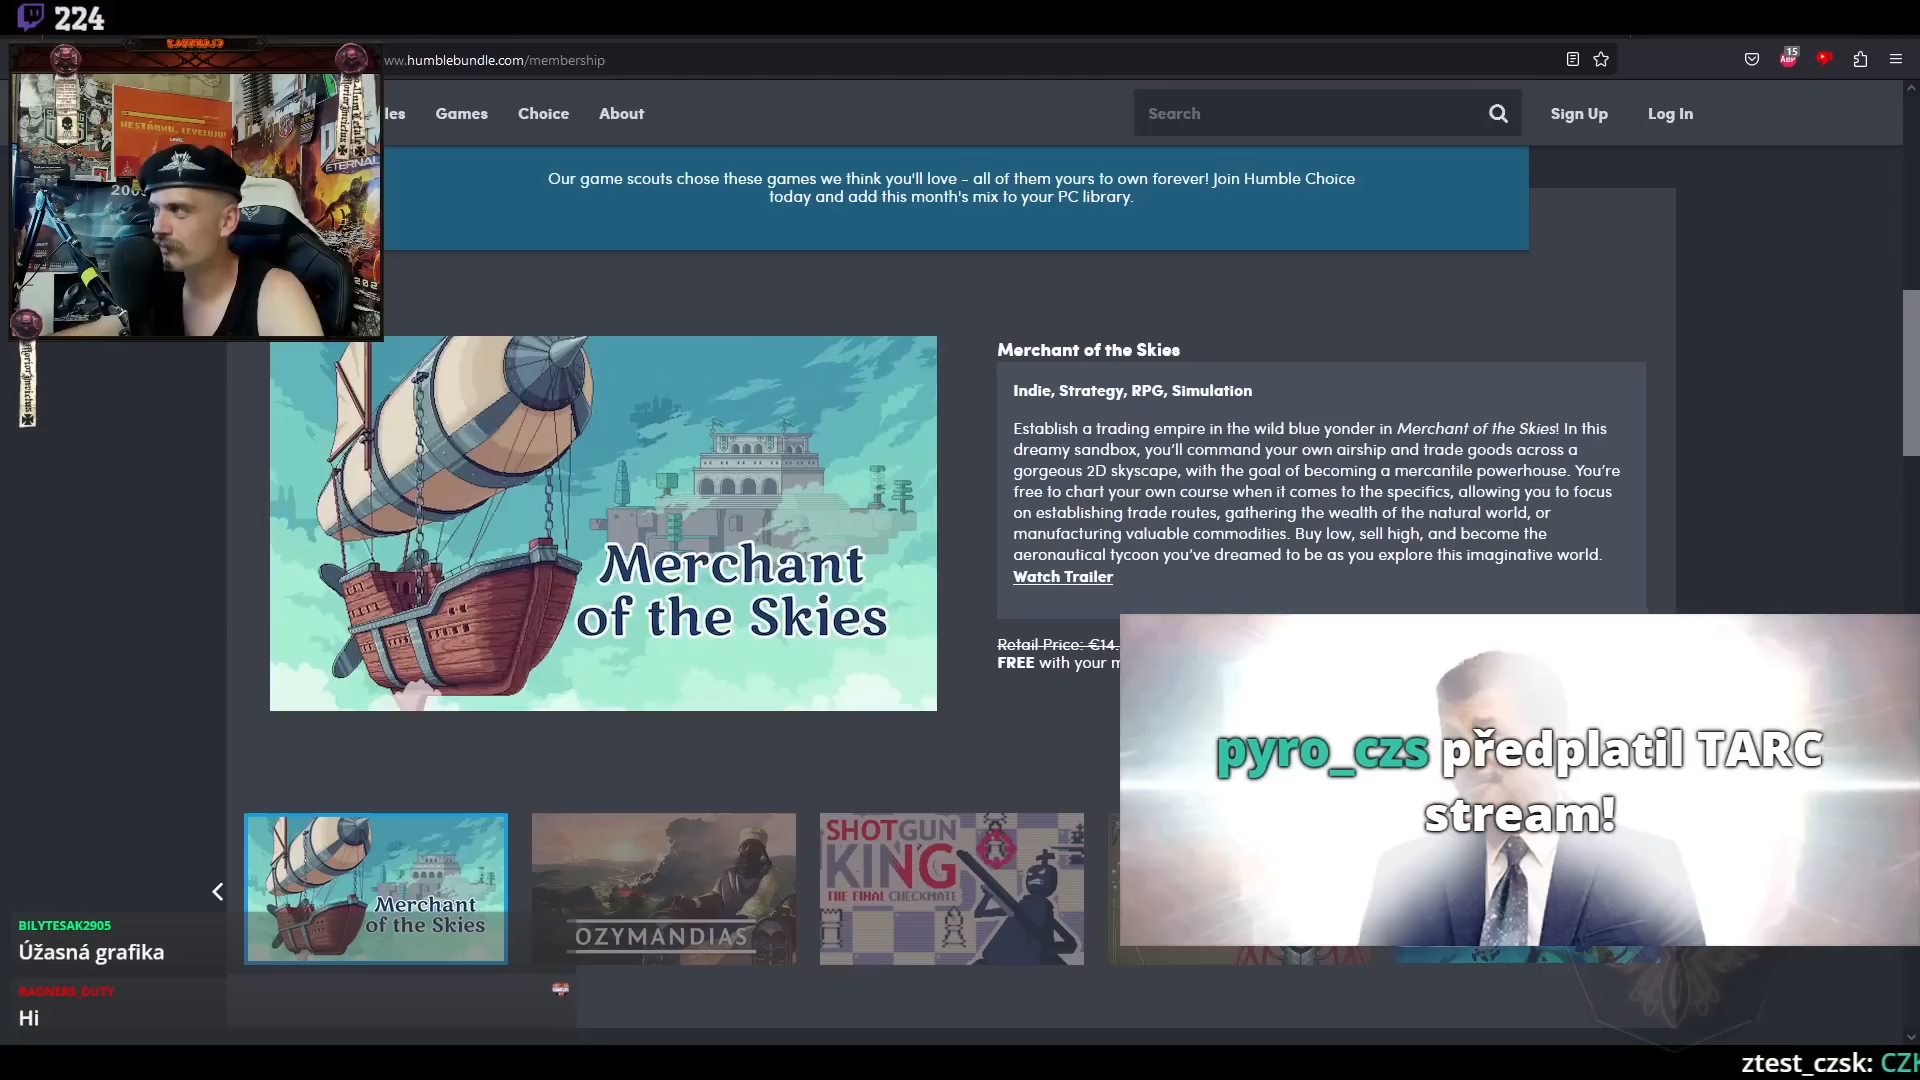 224
ww.humblebundle.com/membership
15
ABP
les
Games
Choice
About
Search
Sign Up
Log In
NESTÁRNU, LEVELUJU!
ETERNAL
Our game scouts chose these games we think you'll love – all of them yours to own forever! Join Humble Choice
today and add this month's mix to your PC library.
Merchant
of the Skies
Merchant of the Skies
Indie, Strategy, RPG, Simulation
Establish a trading empire in the wild blue yonder in Merchant of the Skies! In this
dreamy sandbox, you’ll command your own airship and trade goods across a
gorgeous 2D skyscape, with the goal of becoming a mercantile powerhouse. You’re
free to chart your own course when it comes to the specifics, allowing you to focus
on establishing trade routes, gathering the wealth of the natural world, or
manufacturing valuable commodities. Buy low, sell high, and become the
aeronautical tycoon you’ve dreamed to be as you explore this imaginative world.
Watch Trailer
Retail Price: €14.
FREE with your m
pyro_czs předplatil TARC
stream!
Merchant
of the Skies
OZYMANDIAS
SHOTGUN
KING
THE FINAL CHECKMATE
BILYTESAK2905
Úžasná grafika
RAGNERS_DUTY
Hi
ztest_czsk: CZK